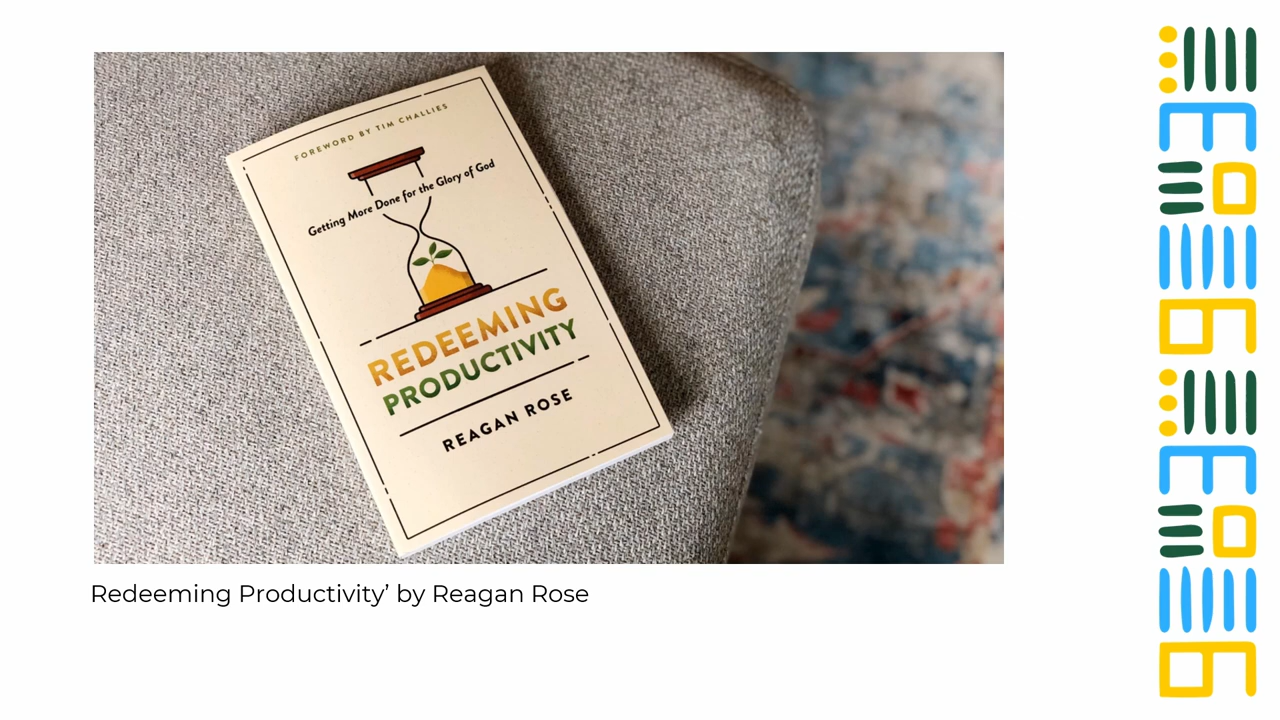 FOREWORD BY TIM CHALLIES
Getting More Done for the Glory of God
REDEEMING
PRODUCTIVITY
REAGAN ROSE
Redeeming Productivity’ by Reagan Rose